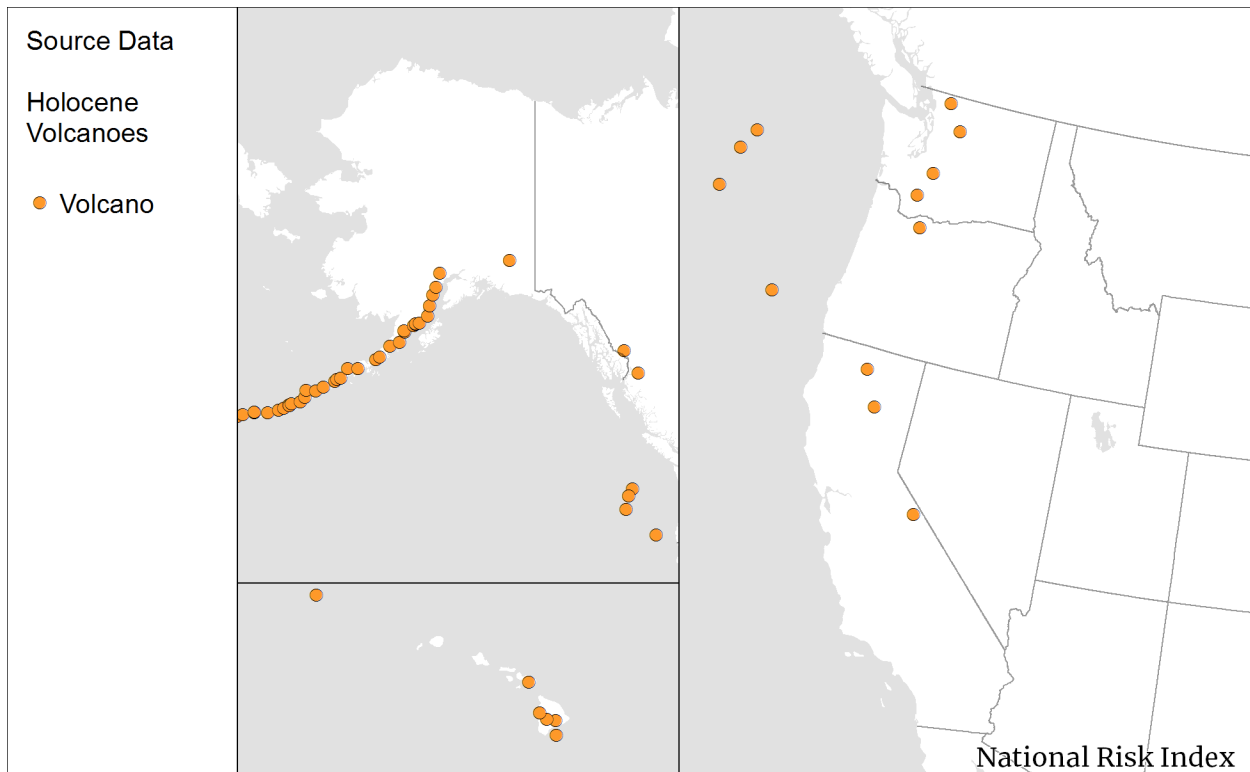 Source Data
Holocene
Volcanoes
Volcano
National Risk Index